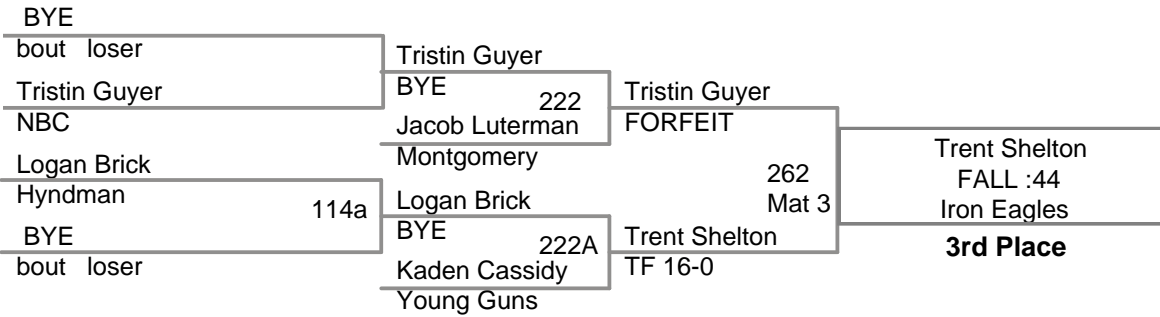 BYE
bout loser
Tristin Guyer
NBC
Logan Brick
Hyndman
114a
BYE
bout loser
Tristin Guyer
BYE
222
Jacob Luterman
Montgomery
Logan Brick
BYE
222A
Kaden Cassidy
Young Guns
Tristin Guyer
FORFEIT
262
Mat 3
Trent Shelton
TF 16-0
Trent Shelton
FALL :44
Iron Eagles
3rd Place